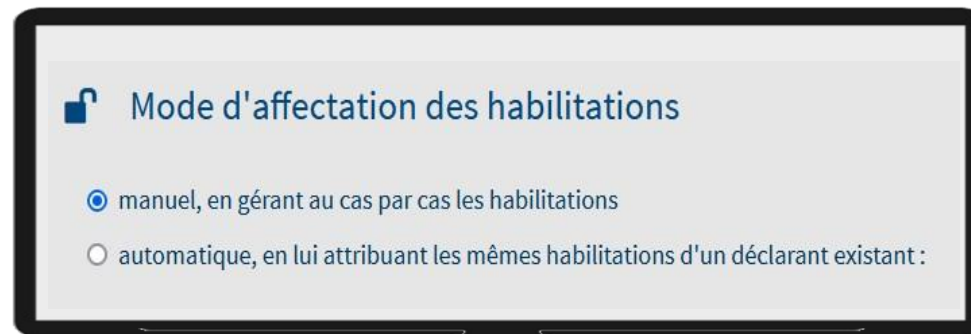 Mode d'affectation des habilitations
manuel, en gérant au cas par cas les habilitations
automatique, en lui attribuant les mêmes habilitations d'un déclarant existant :